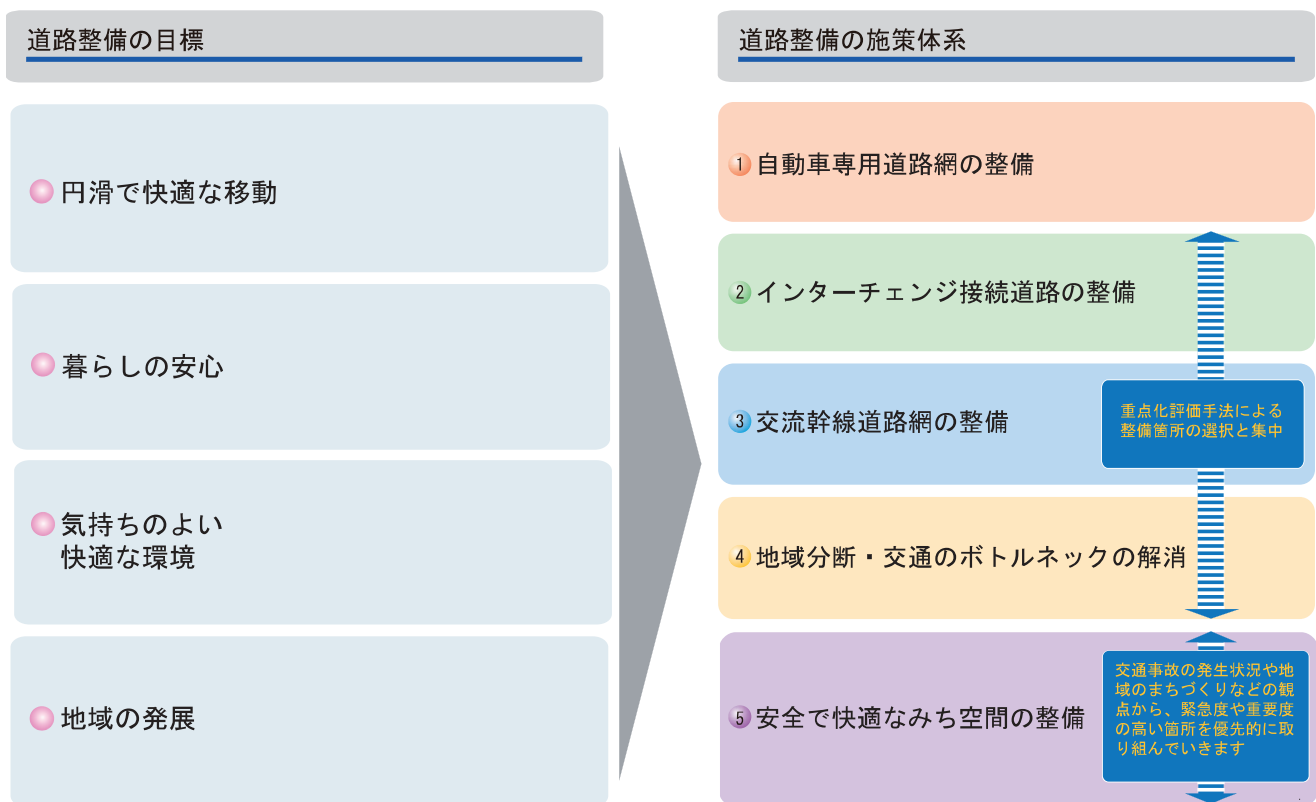 道路整備の目標
円滑で快適な移動
暮らしの安心
気持ちのよい
快適な環境
地域の発展
道路整備の施策体系
1 自動車専用道路網の整備
2 インターチェンジ接続道路の整備
3 交流幹線道路網の整備
重点化評価手法による
整備箇所の選択と集中
4 地域分断・交通のボトルネックの解消
5 安全で快適なみち空間の整備
交通事故の発生状況や地
域のまちづくりなどの観
点から、緊急度や重要度
の高い箇所を優先的に取
り組んでいきます